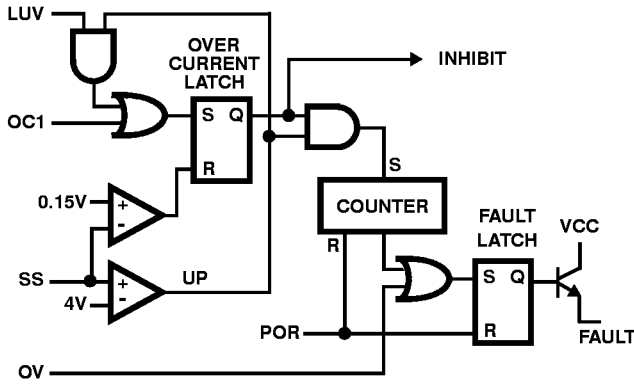 LUV
OVER
CURRENT
LATCH
INHIBIT
S Q
OC1
R
S
0.15V
+
-
COUNTER
FAULT
LATCH
VCC
R
SS
UP
+
-
4V
S Q
POR
R
FAULT
OV